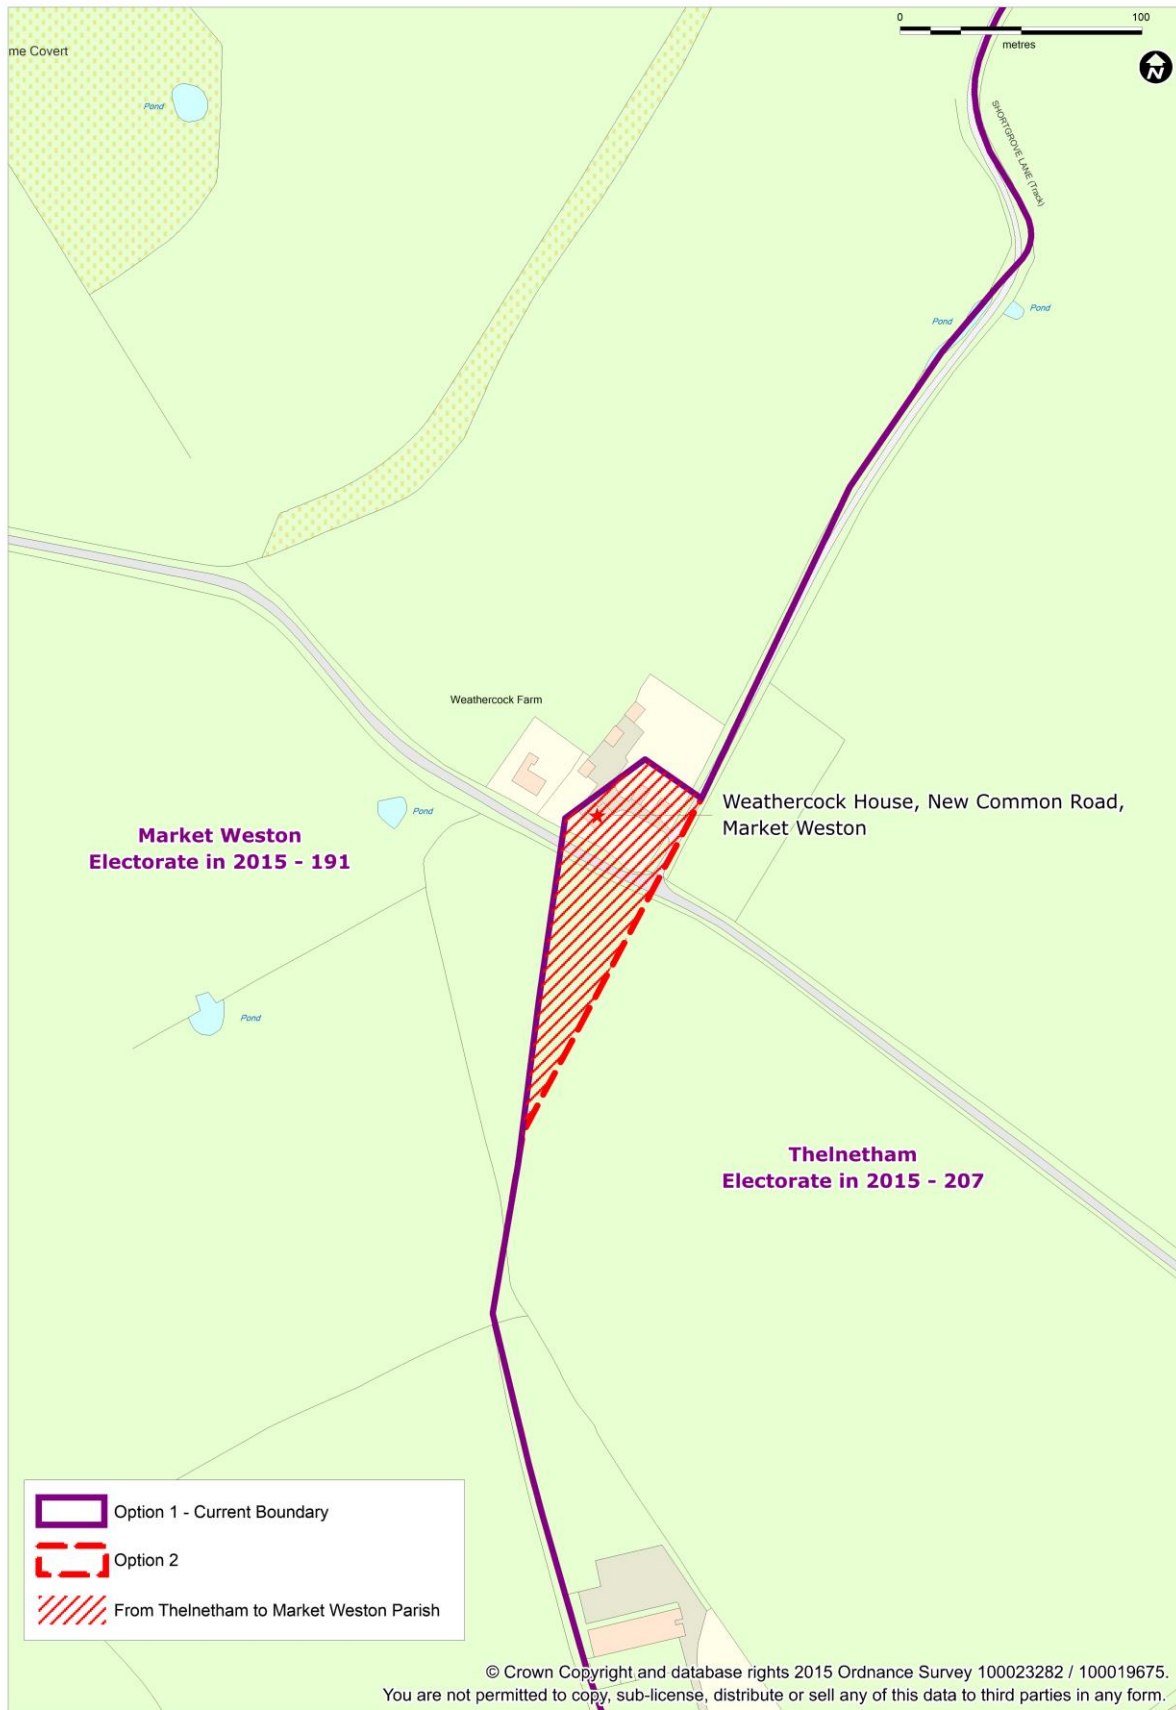 0 100
metres
N
me Covert
Pond
SHORTGROVE LANE (Track)
Pond
Pond
Weathercock Farm
Weathercock House, New Common Road,
Market Weston
Pond
Market Weston
Electorate in 2015 - 191
Pond
Thelnetham
Electorate in 2015 - 207
Option 1 - Current Boundary
Option 2
From Thelnetham to Market Weston Parish
© Crown Copyright and database rights 2015 Ordnance Survey 100023282 / 100019675.
You are not permitted to copy, sub-license, distribute or sell any of this data to third parties in any form.